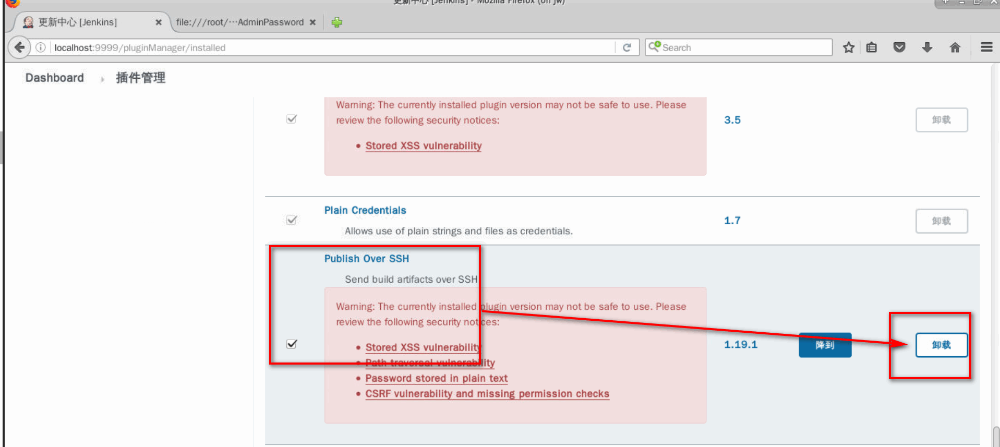 更新中心 [Jenkins] - Mozilla Firefox (on jw)
更新中心 [Jenkins]
file:///root/···AdminPassword
localhost:9999/pluginManager/installed
Search
Dashboard
插件管理
Warning: The currently installed plugin version may not be safe to use. Please
review the following security notices:
Stored XSS vulnerability
3.5
卸载
Plain Credentials
Allows use of plain strings and files as credentials.
1.7
卸载
Publish Over SSH
Send build artifacts over SSH
Warning: The currently installed plugin version may not be safe to use. Please
review the following security notices:
Stored XSS vulnerability
Path traversal vulnerability
Password stored in plain text
CSRF vulnerability and missing permission checks
1.19.1
降到
卸载